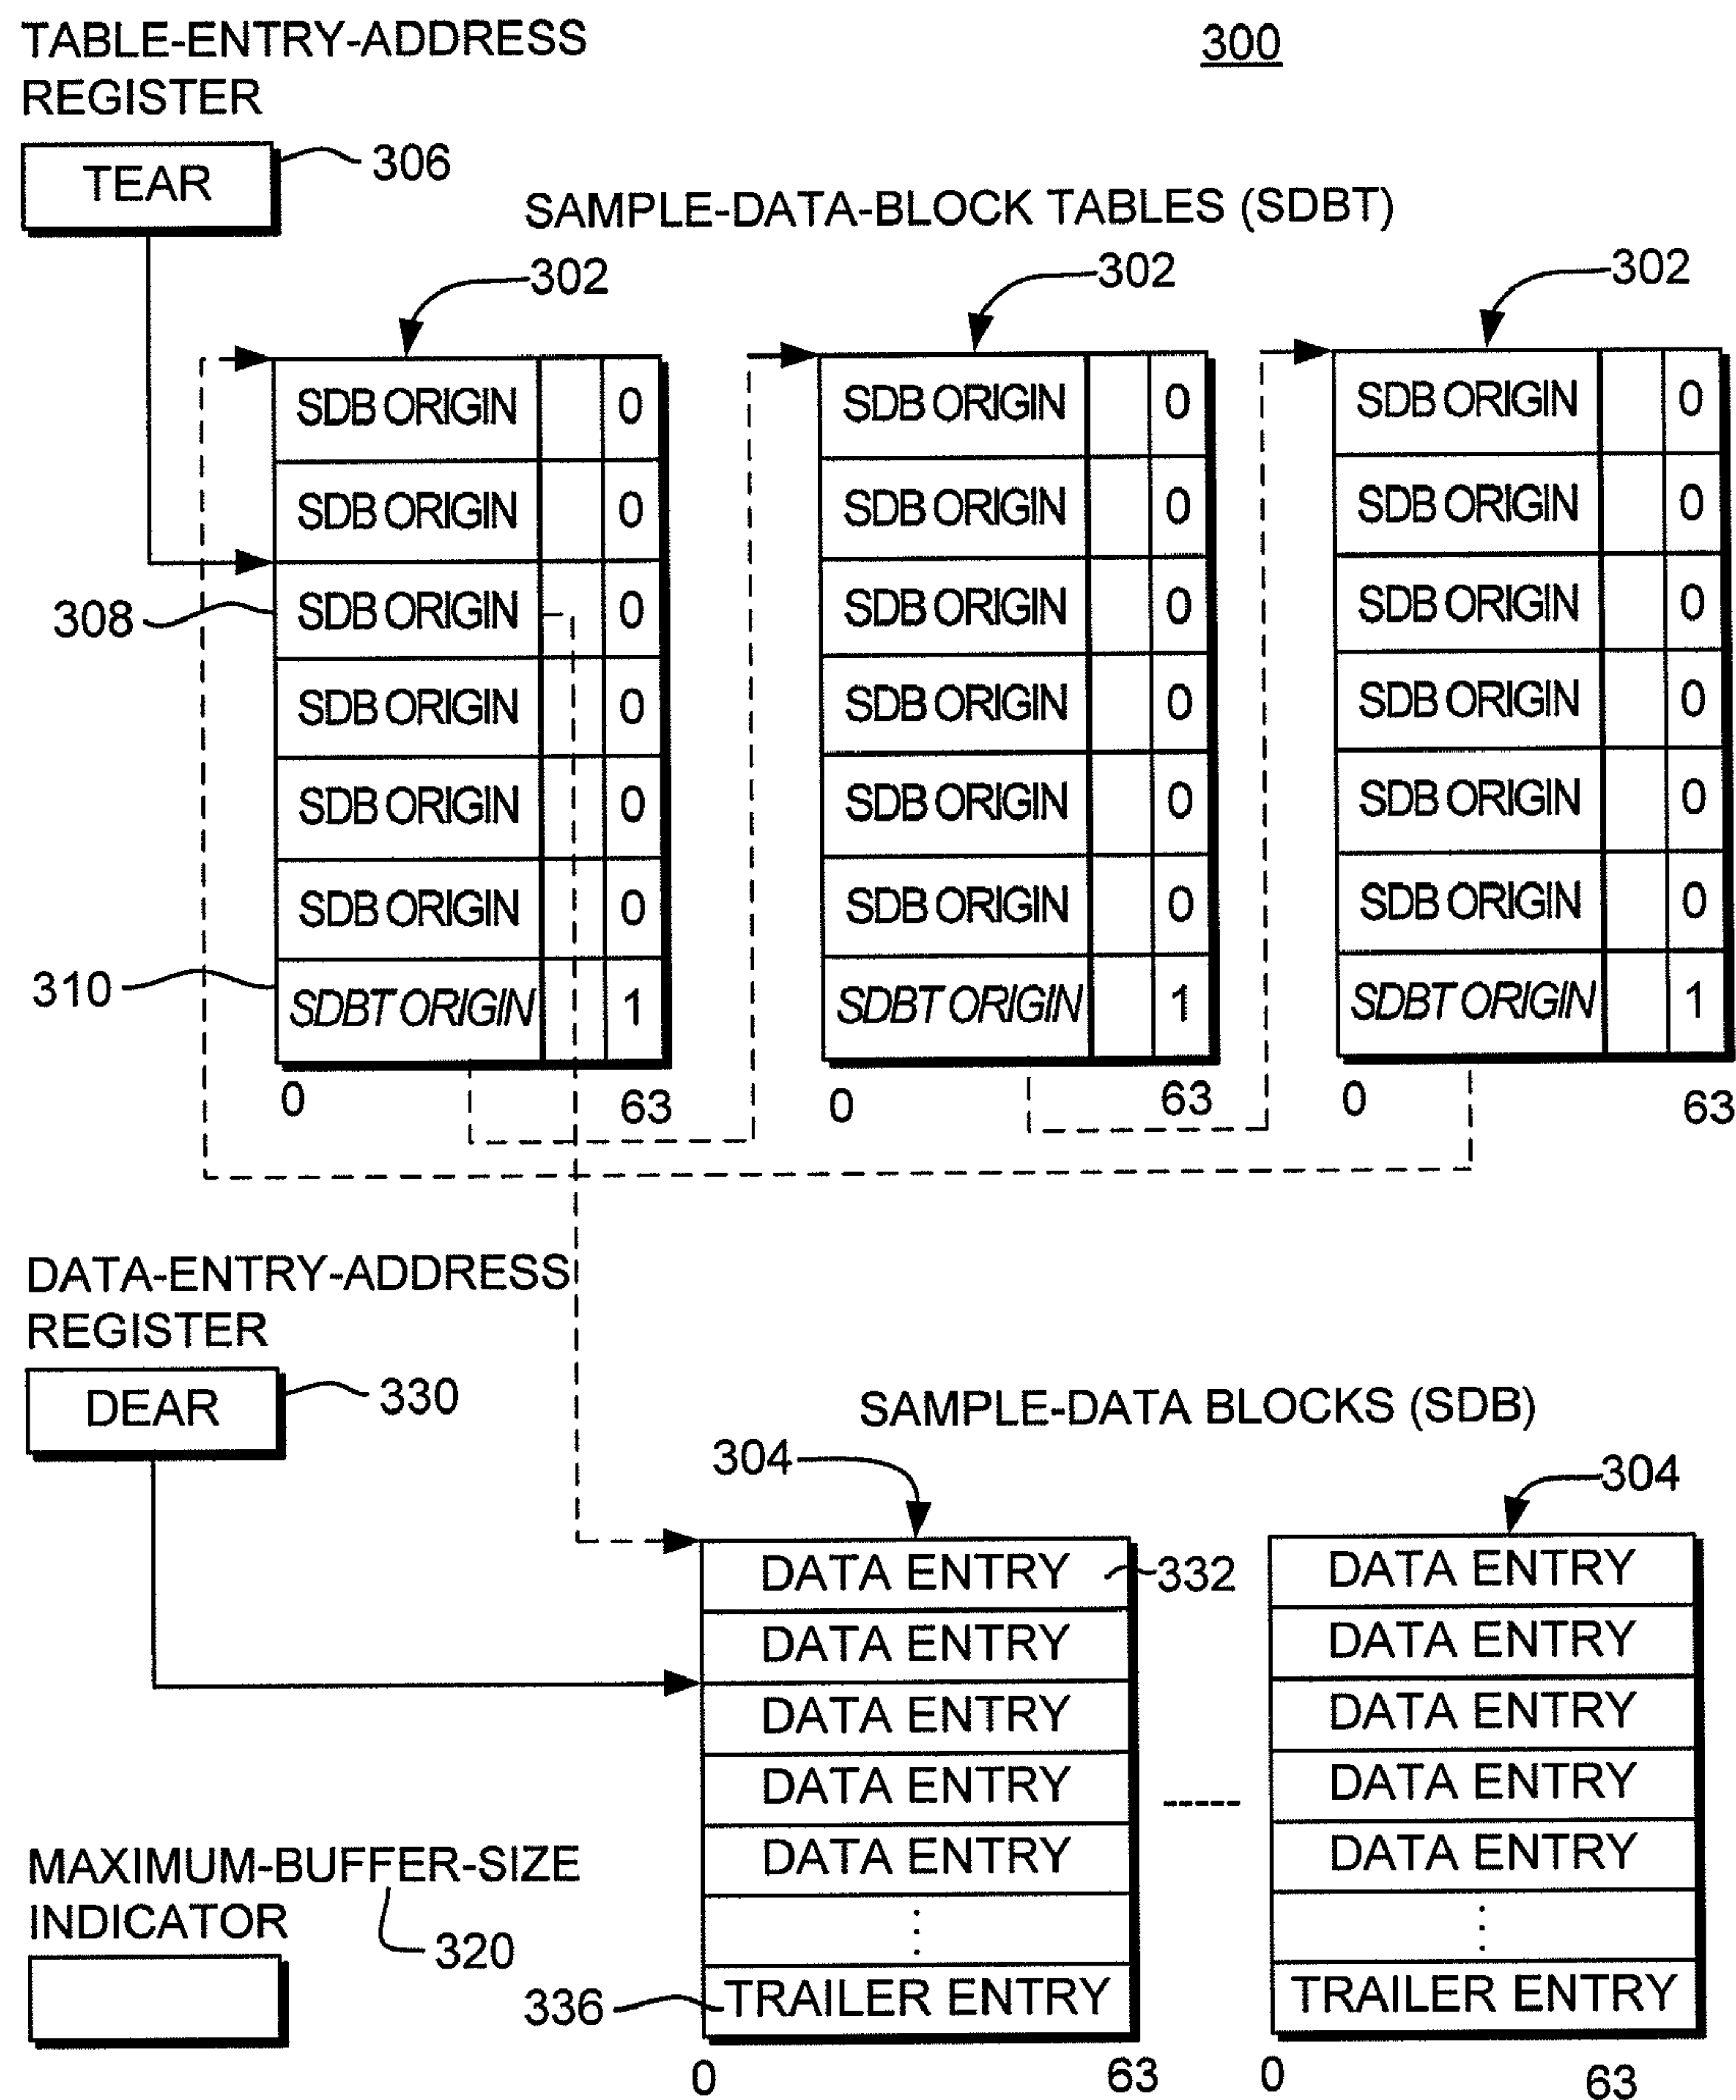 TABLE-ENTRY-ADDRESS
REGISTER
300
TEAR
306
SAMPLE-DATA-BLOCK TABLES (SDBT)
302
302
302
SDB ORIGIN 0
SDB ORIGIN 0
SDB ORIGIN 0
SDB ORIGIN 0
SDB ORIGIN 0
SDB ORIGIN 0
308
SDB ORIGIN 0
SDB ORIGIN 0
SDB ORIGIN 0
SDB ORIGIN 0
SDB ORIGIN 0
SDB ORIGIN 0
SDB ORIGIN 0
SDB ORIGIN 0
SDB ORIGIN 0
SDB ORIGIN 0
SDB ORIGIN 0
SDB ORIGIN 0
310
SDBT ORIGIN 1
SDBT ORIGIN 1
SDBT ORIGIN 1
0 63
0 63
0 63
DATA-ENTRY-ADDRESS
REGISTER
DEAR
330
SAMPLE-DATA BLOCKS (SDB)
304
304
DATA ENTRY
332
DATA ENTRY
DATA ENTRY
DATA ENTRY
DATA ENTRY
DATA ENTRY
DATA ENTRY
DATA ENTRY
DATA ENTRY
DATA ENTRY
MAXIMUM-BUFFER-SIZE
INDICATOR
320
336
TRAILER ENTRY
TRAILER ENTRY
0 63
0 63